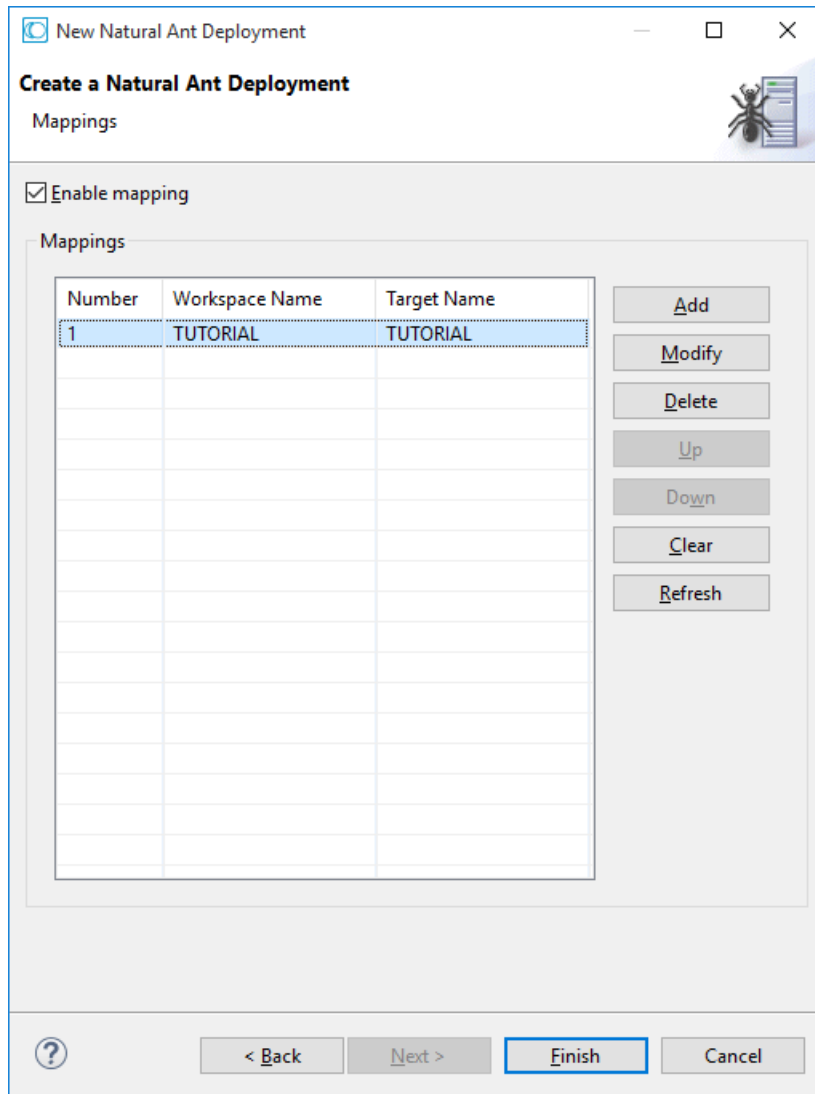 New Natural Ant Deployment
Create a Natural Ant Deployment
Mappings
Enable mapping
Mappings
Number Workspace Name Target Name
1 TUTORIAL TUTORIAL
Add
Modify
Delete
Up
Down
Clear
Refresh
? < Back Next > Finish Cancel